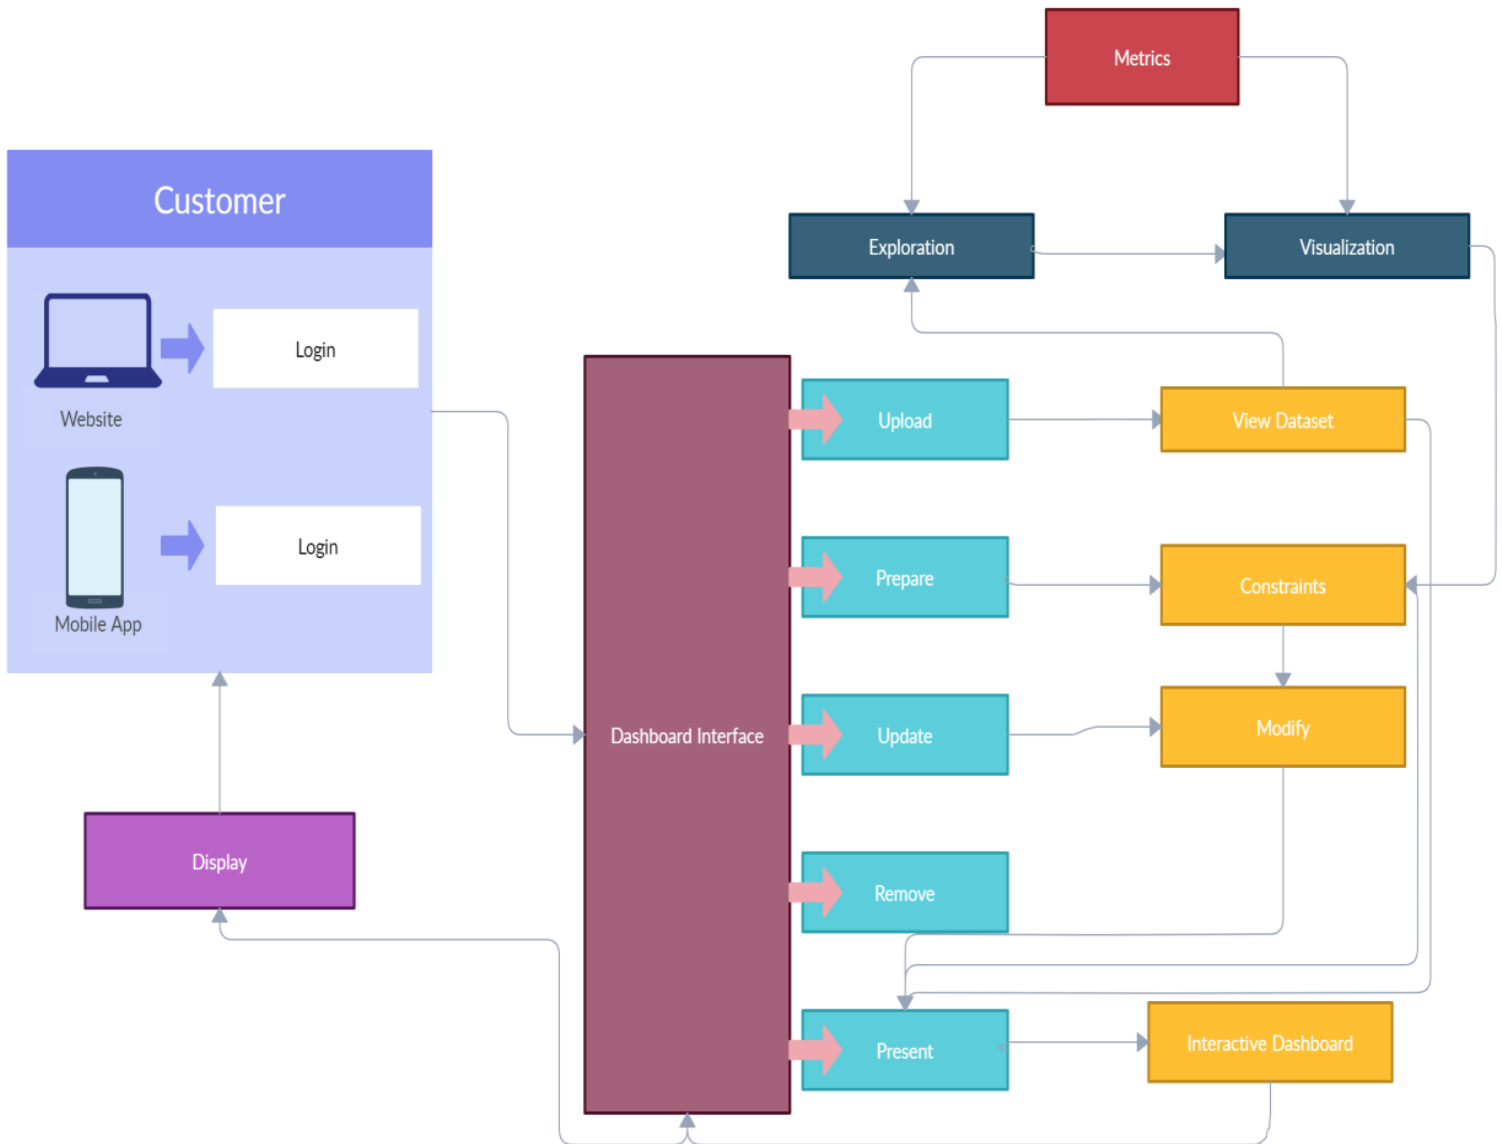 Metrics
Customer
Exploration
Visualization
Login
Website
Upload
View Dataset
Login
Mobile App
Prepare
Constraints
Dashboard Interface
Update
Modify
Display
Remove
Present
Interactive Dashboard